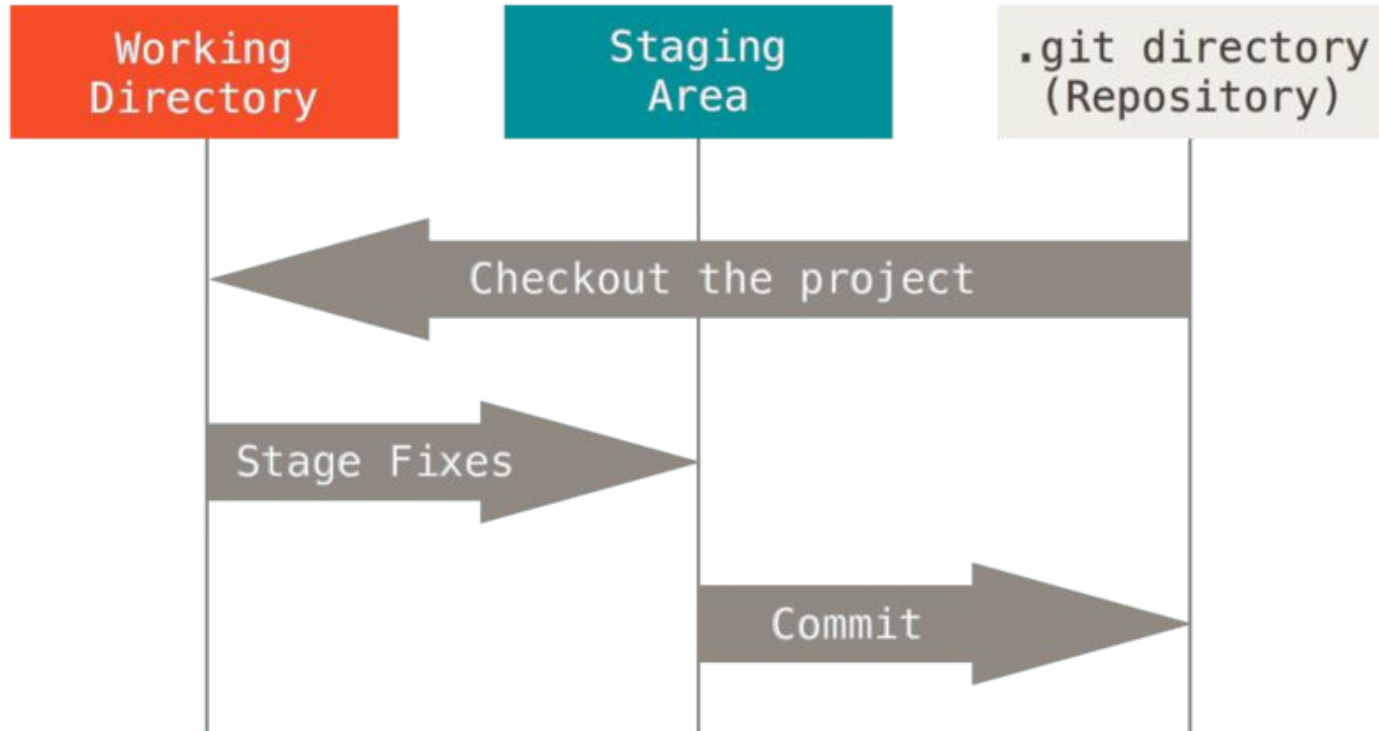 Working
Directory
Staging
Area
.git directory
(Repository)
Checkout the project
Stage Fixes
Commit